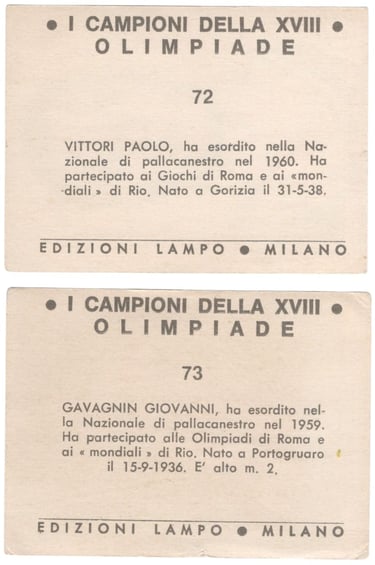 ● I CAMPIONI DELLA XVIII ●
OLIMPIADE
72
VITTORI PAOLO, ha esordito nella Na-
zionale di pallacanestro nel 1960. Ha
partecipato ai Giochi di Roma e ai «mon-
diali » di Rio. Nato a Gorizia il 31-5-38.
EDIZIONI LAMPO ● MILANO
● I CAMPIONI DELLA XVIII ●
OLIMPIADE
73
GAVAGNIN GIOVANNI, ha esordito nel-
la Nazionale di pallacanestro nel 1959.
Ha partecipato alle Olimpiadi di Roma e
ai « mondiali » di Rio. Nato a Portogruaro
il 15-9-1936. E' alto m. 2.
EDIZIONI LAMPO ● MILANO